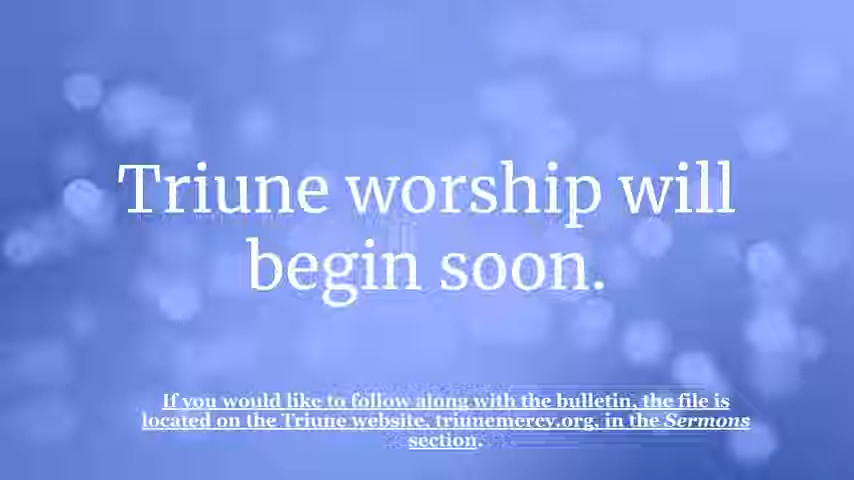 Triune worship will
begin soon.
If you would like to follow along with the bulletin, the file is
located on the Triune website, triunemercy.org, in the Sermons
section.